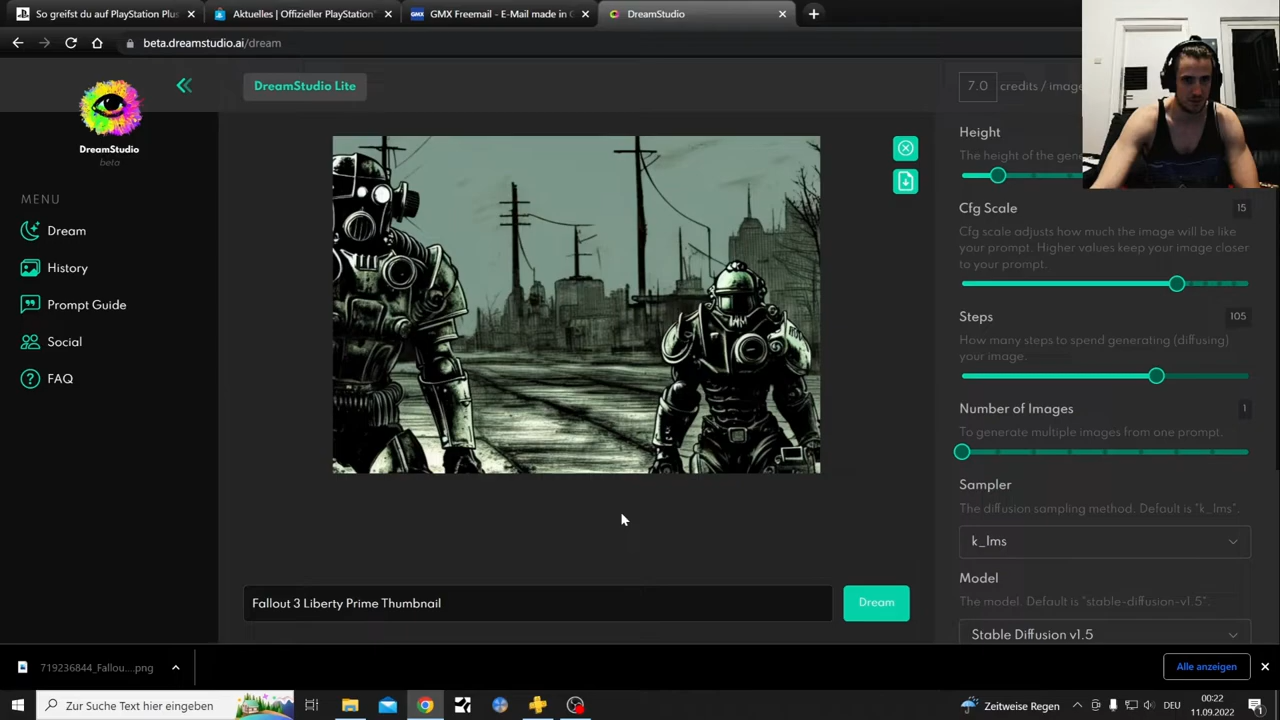 So greifst du auf PlayStation Plus
Aktuelles | Offizieller PlayStation
GMX Freemail - E-Mail made in
DreamStudio
beta.dreamstudio.ai/dream
DreamStudio
beta
MENU
Dream
History
Prompt Guide
Social
FAQ
DreamStudio Lite
Fallout 3 Liberty Prime Thumbnail
Dream
7.0 credits / image
Height
The height of the
Cfg Scale
15
Cfg scale adjusts how much the image will be like
your prompt. Higher values keep your image closer
to your prompt.
Steps
105
How many steps to spend generating (diffusing)
your image.
Number of Images
1
To generate multiple images from one prompt.
Sampler
The diffusion sampling method. Default is "k_lms".
k_lms
Model
The model. Default is "stable-diffusion-v1.5".
Stable Diffusion v1.5
719236844_Fallou....png
Alle anzeigen
Zur Suche Text hier eingeben
Zeitweise Regen
00:22
11.09.2022